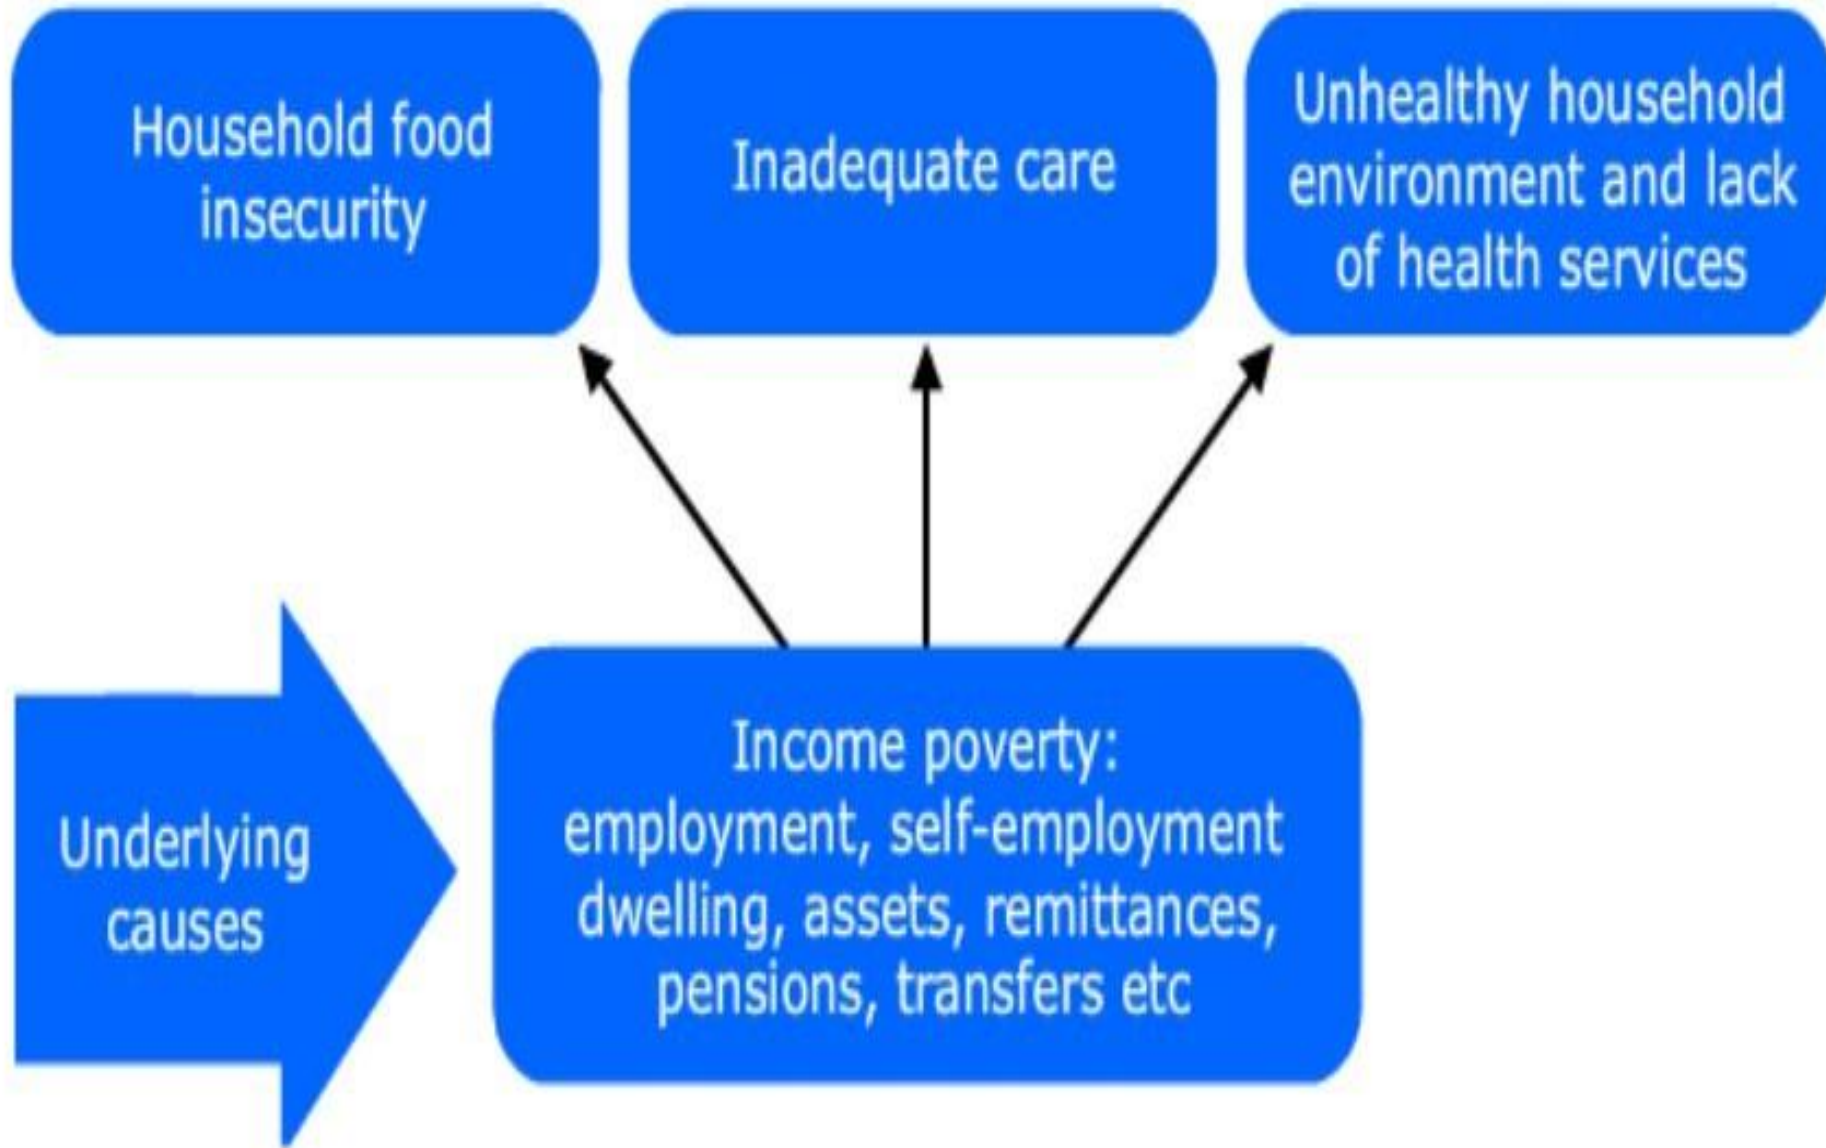 Household food
insecurity
Inadequate care
Unhealthy household
environment and lack
of health services
Underlying
causes
Income poverty:
employment, self-employment
dwelling, assets, remittances,
pensions, transfers etc